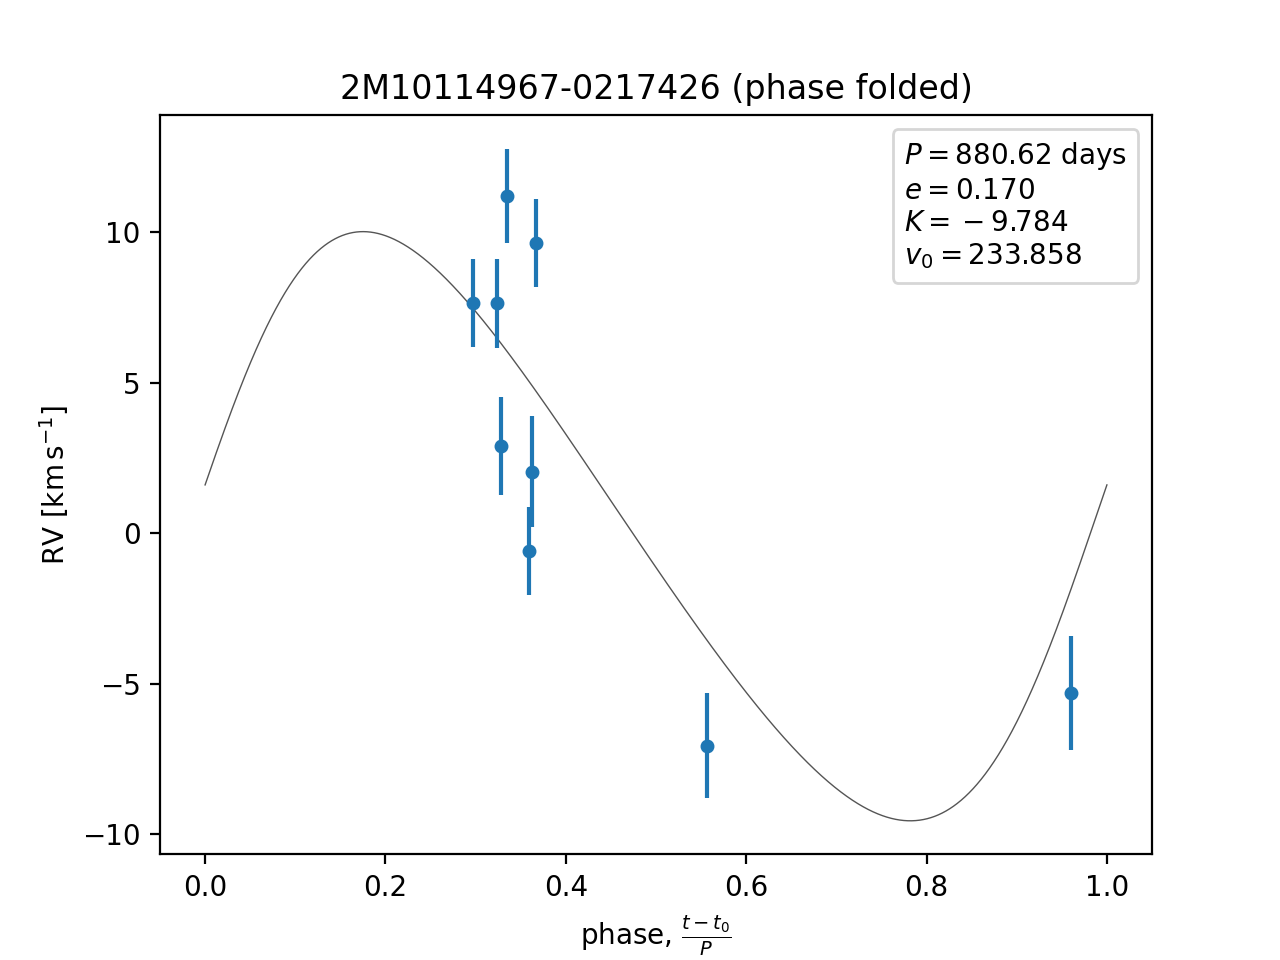 2M10114967-0217426 (phase folded)
P = 880.62 days
e = 0.170
K = −9.784
v₀ = 233.858
RV [km s⁻¹]
10
5
0
−5
−10
0.0 0.2 0.4 0.6 0.8 1.0
phase, (t − t₀)/P